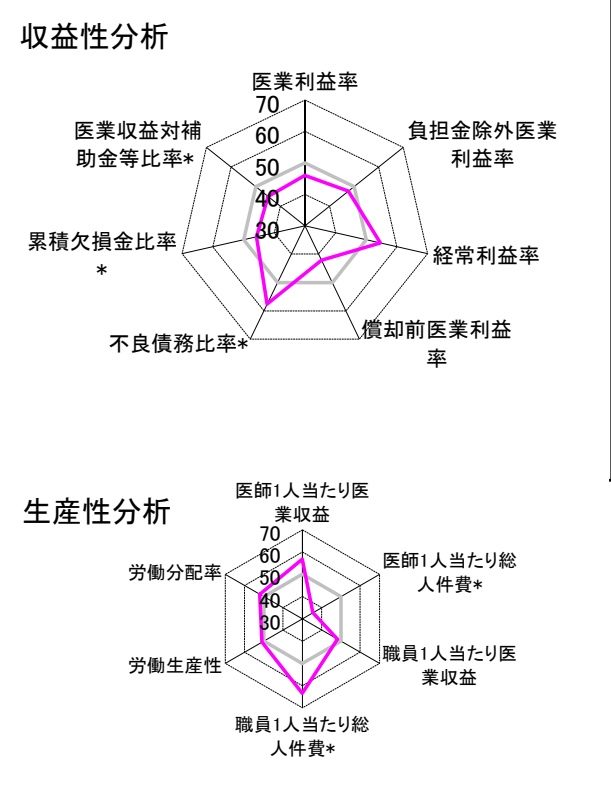 収益性分析
医業利益率
70
60
50
40
30
負担金除外医業
利益率
経常利益率
償却前医業利益
率
不良債務比率*
累積欠損金比率
*
医業収益対補
助金等比率*
生産性分析
医師1人当たり医
業収益
70
60
50
40
30
医師1人当たり総
人件費*
職員1人当たり医
業収益
職員1人当たり総
人件費*
労働生産性
労働分配率